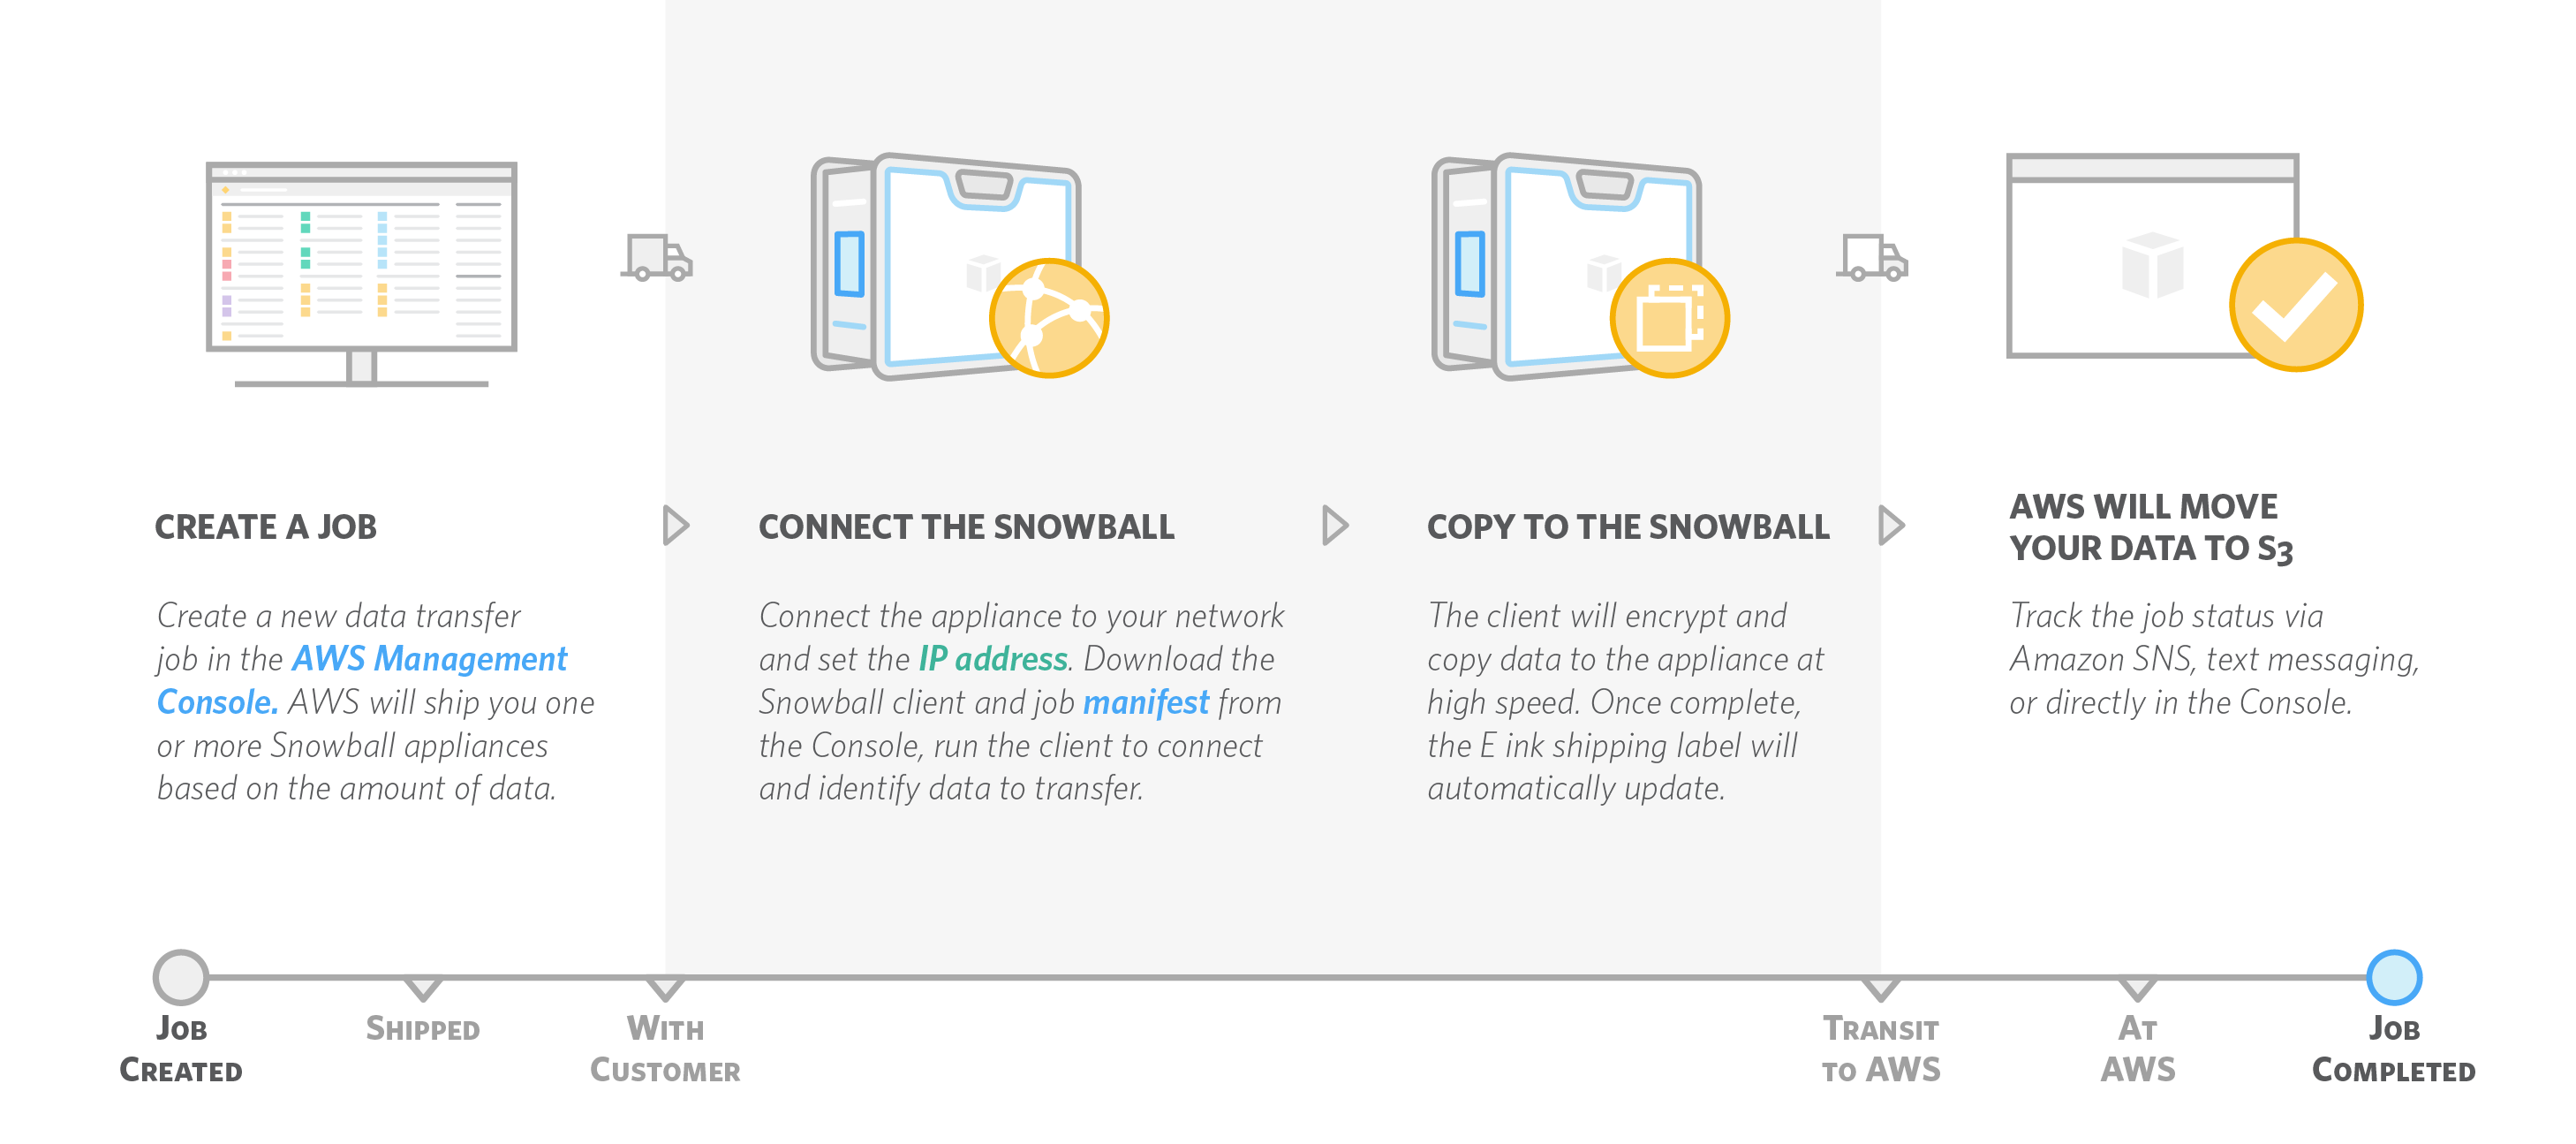 CREATE A JOB
Create a new data transfer
job in the AWS Management
Console. AWS will ship you one
or more Snowball appliances
based on the amount of data.
CONNECT THE SNOWBALL
Connect the appliance to your network
and set the IP address. Download the
Snowball client and job manifest from
the Console, run the client to connect
and identify data to transfer.
COPY TO THE SNOWBALL
The client will encrypt and
copy data to the appliance at
high speed. Once complete,
the E ink shipping label will
automatically update.
AWS WILL MOVE
YOUR DATA TO S3
Track the job status via
Amazon SNS, text messaging,
or directly in the Console.
JOB
CREATED
SHIPPED
WITH
CUSTOMER
TRANSIT
TO AWS
AT
AWS
JOB
COMPLETED